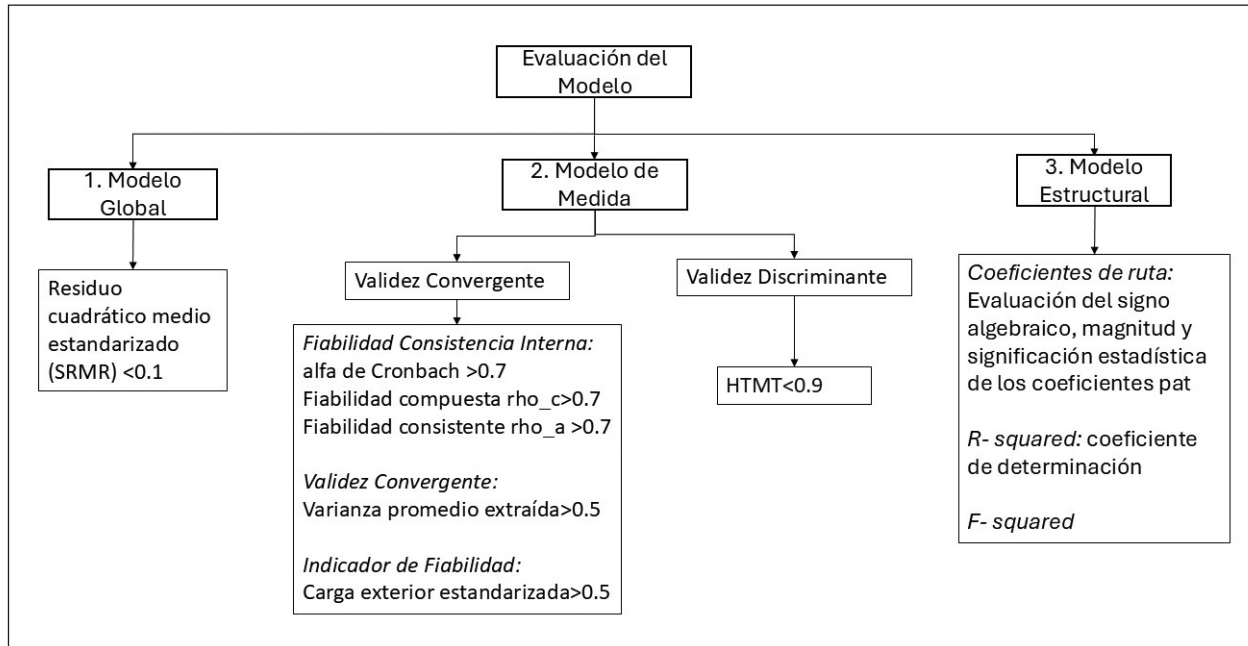 Evaluación del
Modelo
1. Modelo
Global
2. Modelo de
Medida
3. Modelo
Estructural
Residuo
cuadrático medio
estandarizado
(SRMR) <0.1
Validez Convergente
Validez Discriminante
Fiabilidad Consistencia Interna:
alfa de Cronbach >0.7
Fiabilidad compuesta rho_c>0.7
Fiabilidad consistente rho_a >0.7
Validez Convergente:
Varianza promedio extraída>0.5
Indicador de Fiabilidad:
Carga exterior estandarizada>0.5
HTMT<0.9
Coeficientes de ruta:
Evaluación del signo
algebraico, magnitud y
significación estadística
de los coeficientes pat
R- squared: coeficiente
de determinación
F- squared